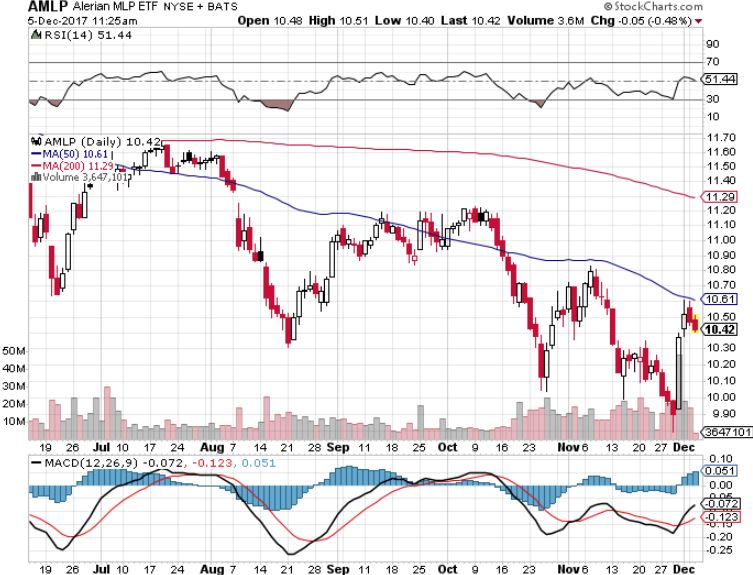 AMLP Alerian MLP ETF NYSE + BATS © StockCharts.com
5-Dec-2017 11:25am Open 10.48 High 10.51 Low 10.40 Last 10.42 Volume 3.6M Chg -0.05 (-0.48%)
RSI(14) 51.44
90
70
51.44
30
10
AMLP (Daily) 10.42
MA(50) 10.61
MA(200) 11.29
Volume 3,647,101
11.70
11.60
11.50
11.40
11.29
11.20
11.10
11.00
10.90
10.80
10.70
10.61
10.50
10.42
10.30
10.20
10.10
10.00
9.90
3647101
50M
40M
30M
20M
10M
19 26 Jul 10 17 24 Aug 7 14 21 28 Sep 11 18 25 Oct 9 16 23 Nov 6 13 20 27 Dec
MACD(12,26,9) -0.072, -0.123, 0.051
0.10
0.051
0.00
-0.05
-0.072
-0.123
-0.20
-0.25
19 26 Jul 10 17 24 Aug 7 14 21 28 Sep 11 18 25 Oct 9 16 23 Nov 6 13 20 27 Dec